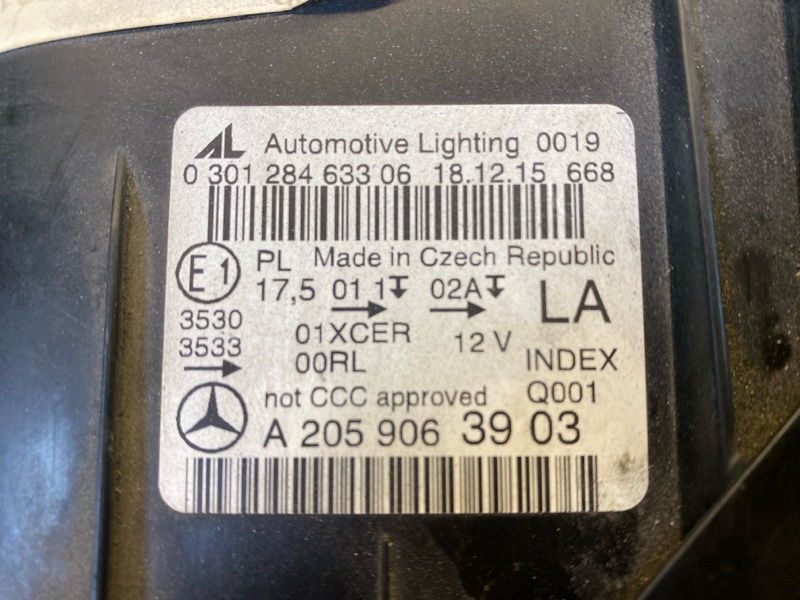 AL Automotive Lighting 0019
0 301 284 633 06 18.12.15 668
E1 PL Made in Czech Republic
17,5 01 1 02A LA
3530 01XCER 12 V
3533 00RL INDEX
not CCC approved Q001
A 205 906 39 03